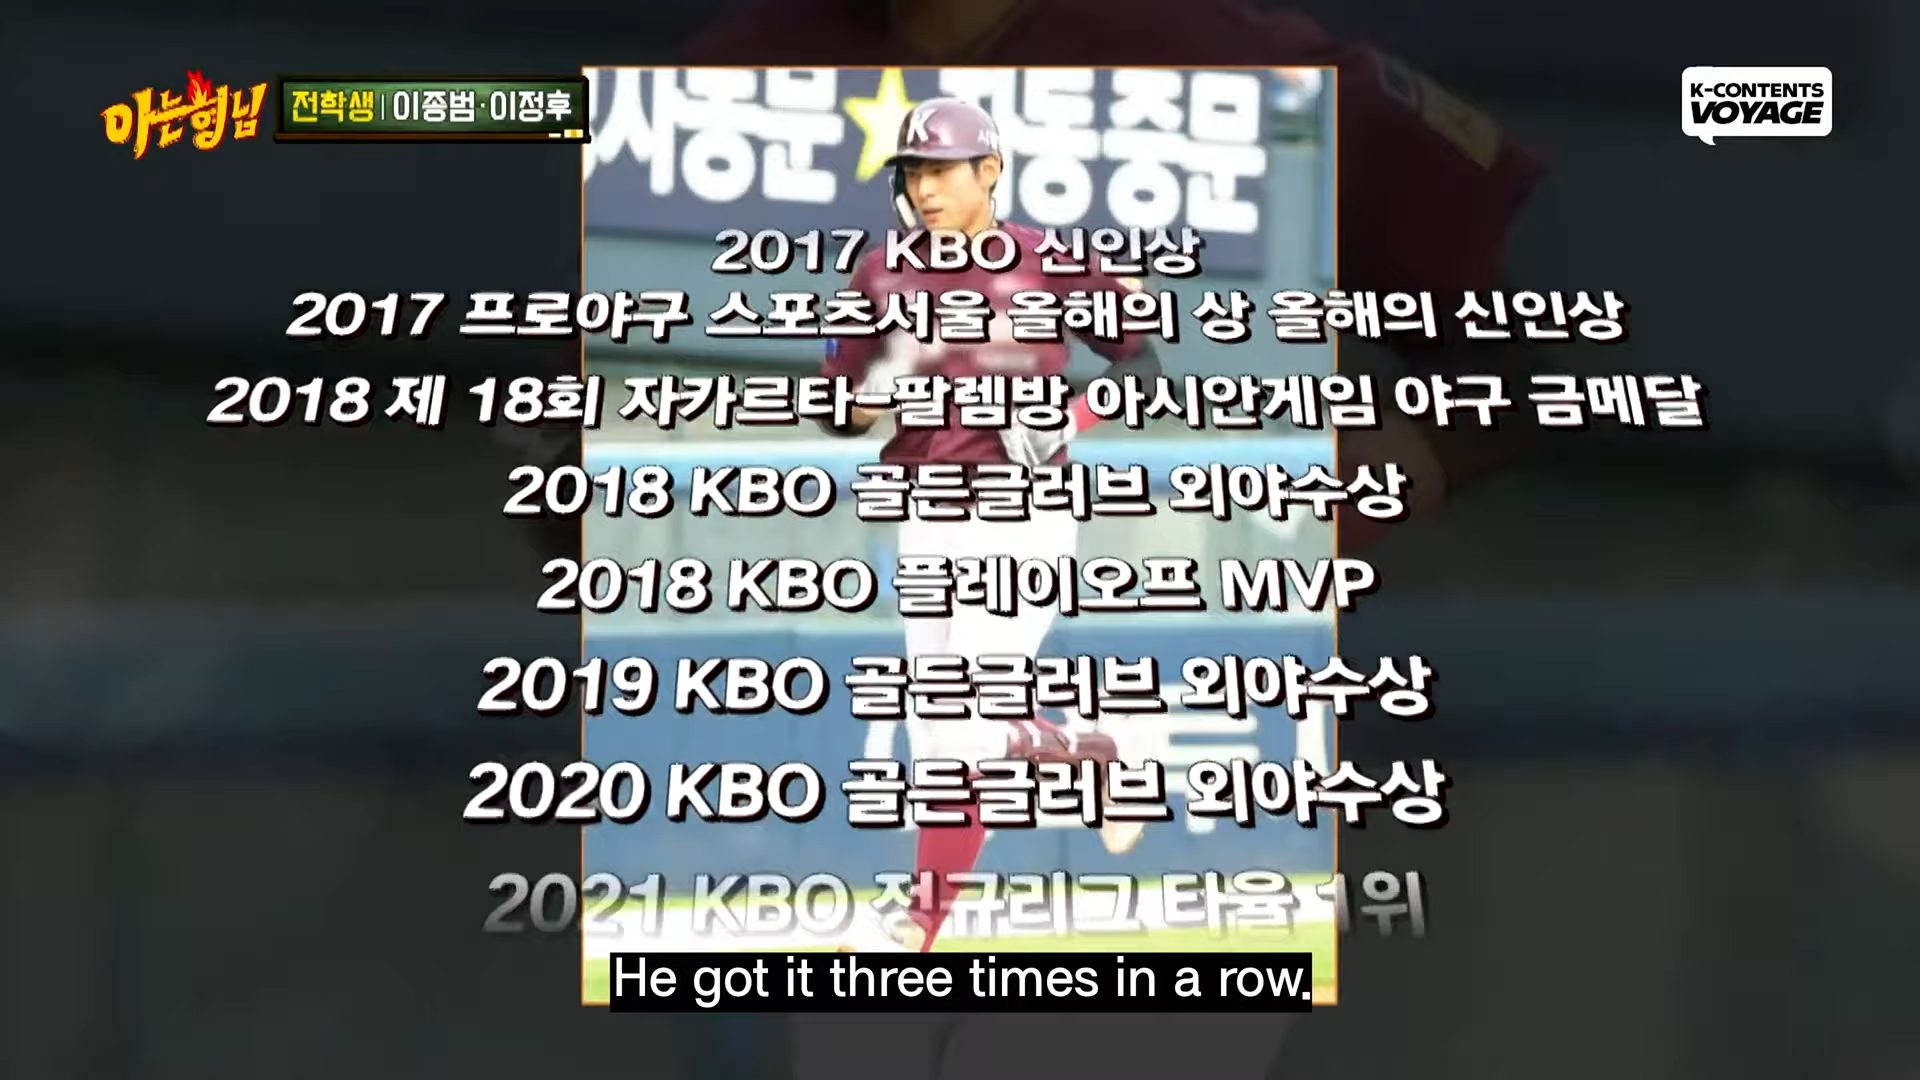 아는형님
전학생 | 이종범·이정후
K-CONTENTS
VOYAGE
K
2017 KBO 신인상
2017 프로야구 스포츠서울 올해의 상 올해의 신인상
2018 제 18회 자카르타-팔렘방 아시안게임 야구 금메달
2018 KBO 골든글러브 외야수상
2018 KBO 플레이오프 MVP
2019 KBO 골든글러브 외야수상
2020 KBO 골든글러브 외야수상
2021 KBO 정규리그 타율 1위
He got it three times in a row.